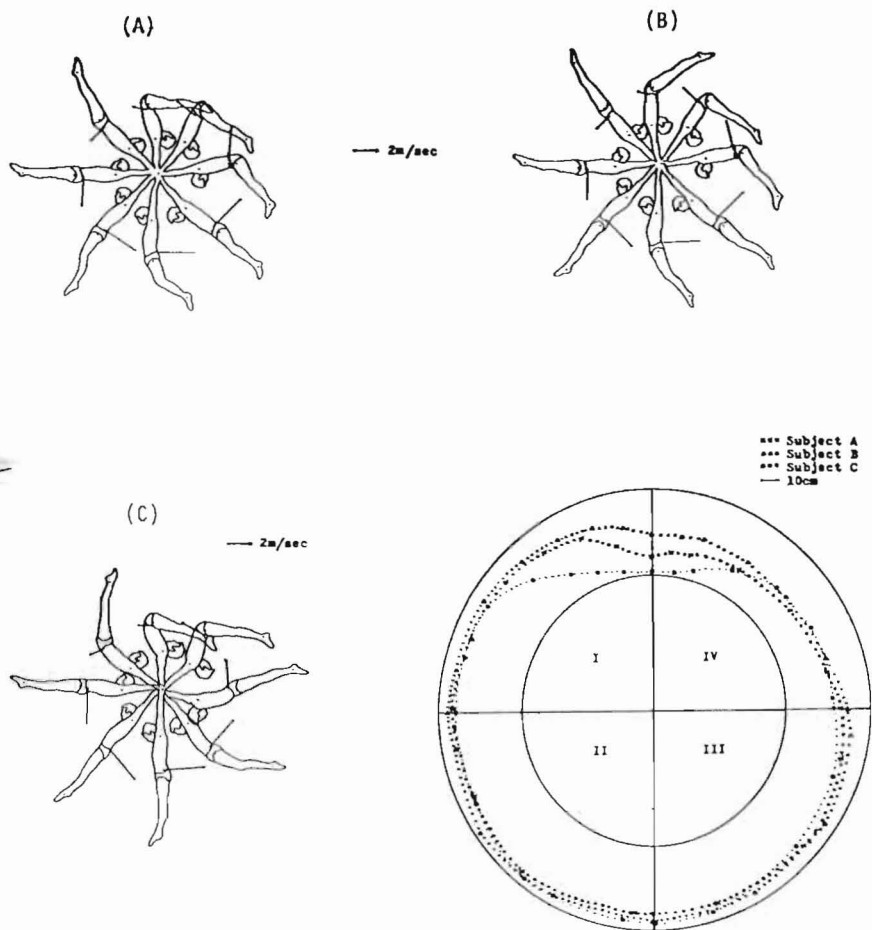 (A)
(B)
2m/sec
(C)
2m/sec
Subject A
Subject B
Subject C
10cm
I
IV
II
III